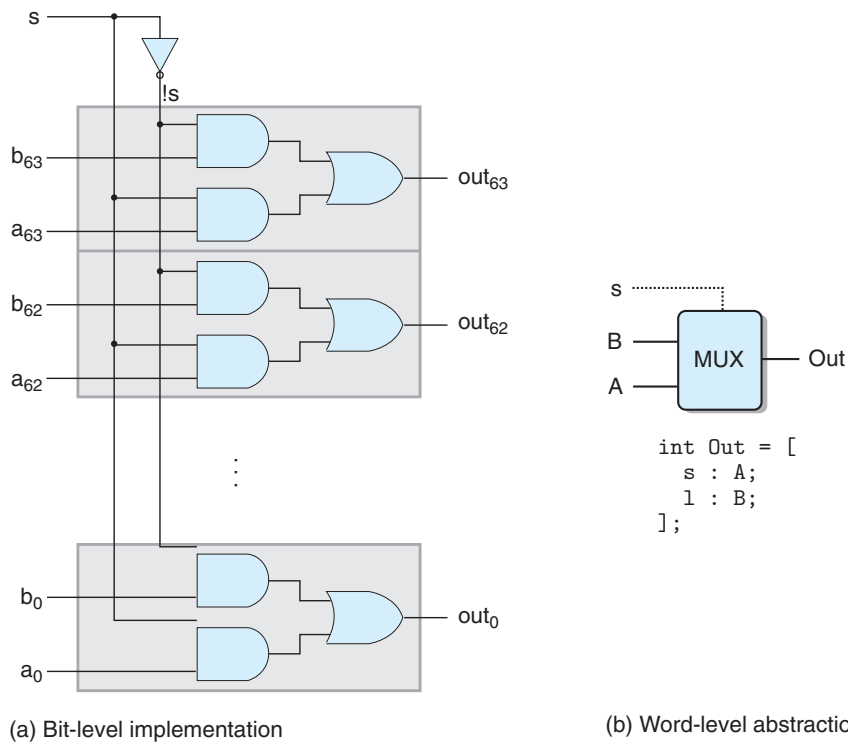 s
!s
b63
a63
out63
b62
a62
out62
⋮
b0
a0
out0
(a) Bit-level implementation
s
B
A
MUX
Out
int Out = [
s : A;
1 : B;
];
(b) Word-level abstractio